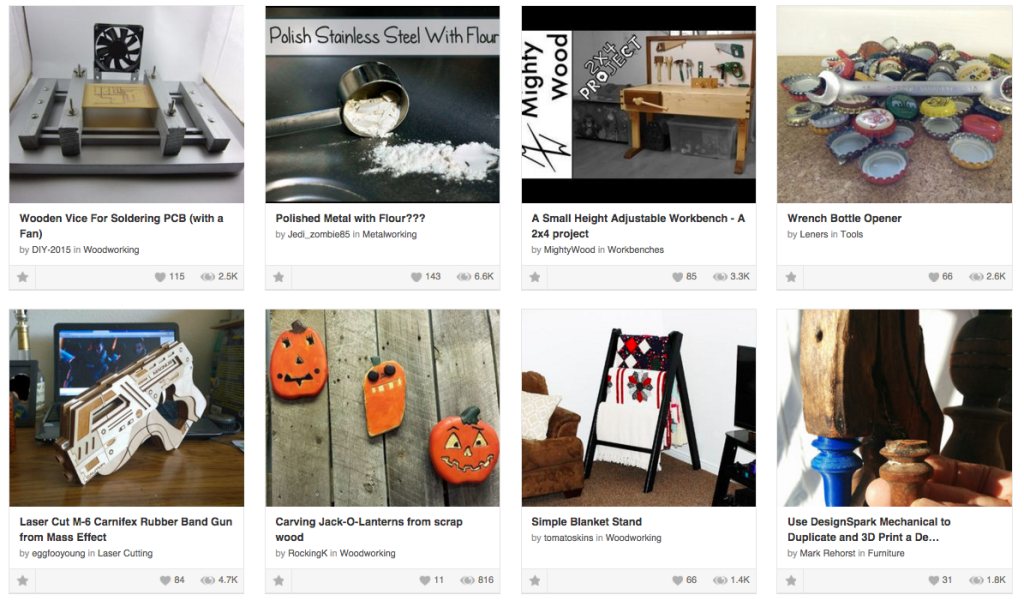 Polish Stainless Steel With Flour
Mighty
Wood
2X4
PROJECT
Wooden Vice For Soldering PCB (with a
Fan)
by DIY-2015 in Woodworking
115 2.5K
Polished Metal with Flour???
by Jedi_zombie85 in Metalworking
143 6.6K
A Small Height Adjustable Workbench - A
2x4 project
by MightyWood in Workbenches
85 3.3K
Wrench Bottle Opener
by Leners in Tools
66 2.6K
Laser Cut M-6 Carnifex Rubber Band Gun
from Mass Effect
by eggfooyoung in Laser Cutting
84 4.7K
Carving Jack-O-Lanterns from scrap
wood
by RockingK in Woodworking
11 816
Simple Blanket Stand
by tomatoskins in Woodworking
66 1.4K
Use DesignSpark Mechanical to
Duplicate and 3D Print a De...
by Mark Rehorst in Furniture
31 1.8K